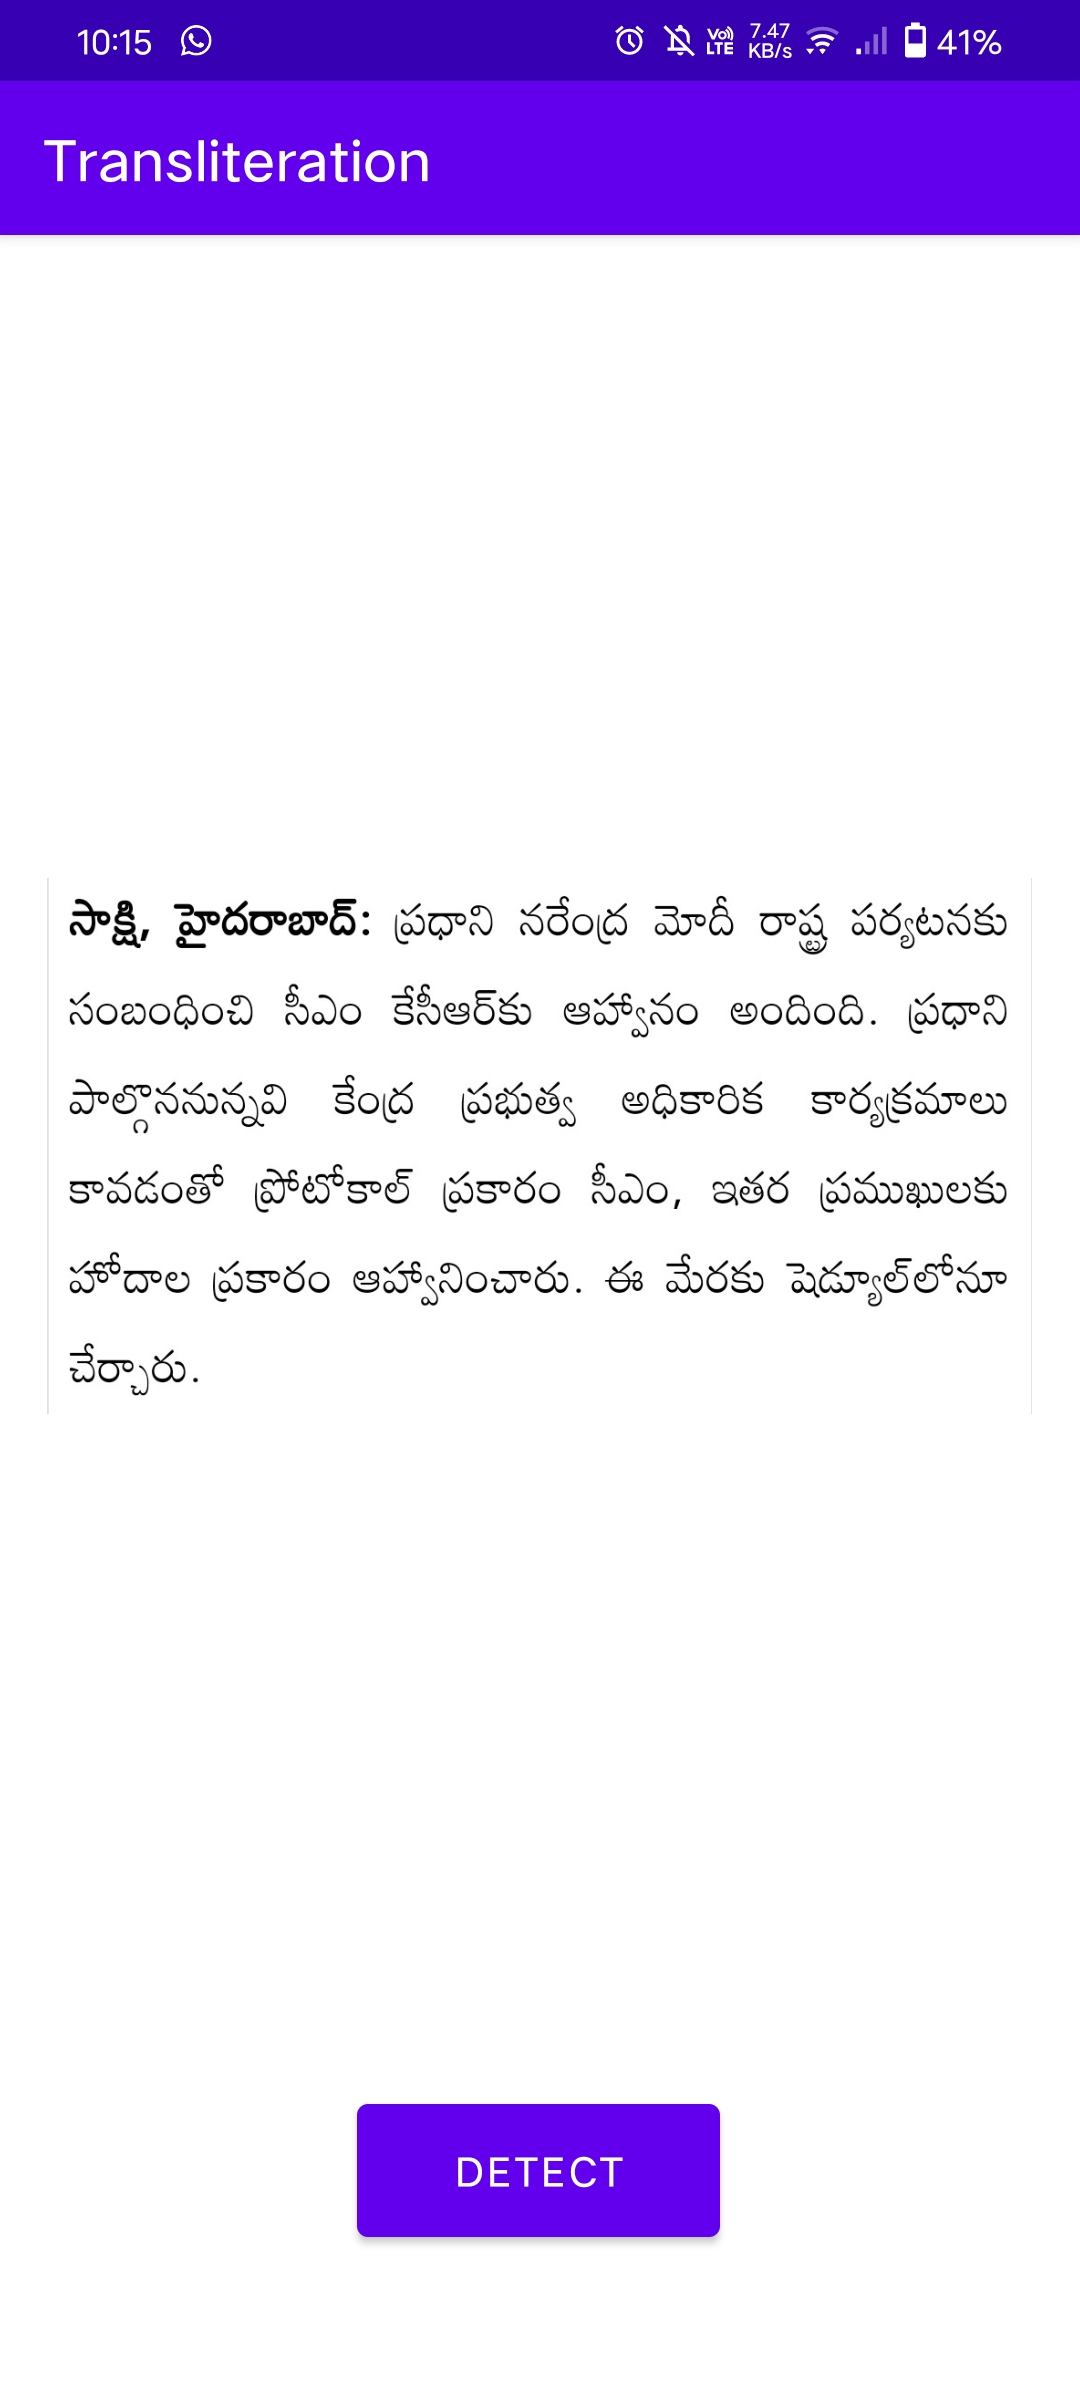 10:15
7.47
Vo) LTE KB/s 41%
Transliteration
సాక్షి, హైదరాబాద్: ప్రధాని నరేంద్ర మోదీ రాష్ట్ర పర్యటనకు
సంబంధించి సీఎం కేసీఆర్‌కు ఆహ్వానం అందింది. ప్రధాని
పాల్గొననున్నవి కేంద్ర ప్రభుత్వ అధికారిక కార్యక్రమాలు
కావడంతో ప్రోటోకాల్ ప్రకారం సీఎం, ఇతర ప్రముఖులకు
హోదాల ప్రకారం ఆహ్వానించారు. ఈ మేరకు షెడ్యూల్‌లోనూ
చేర్చారు.
DETECT